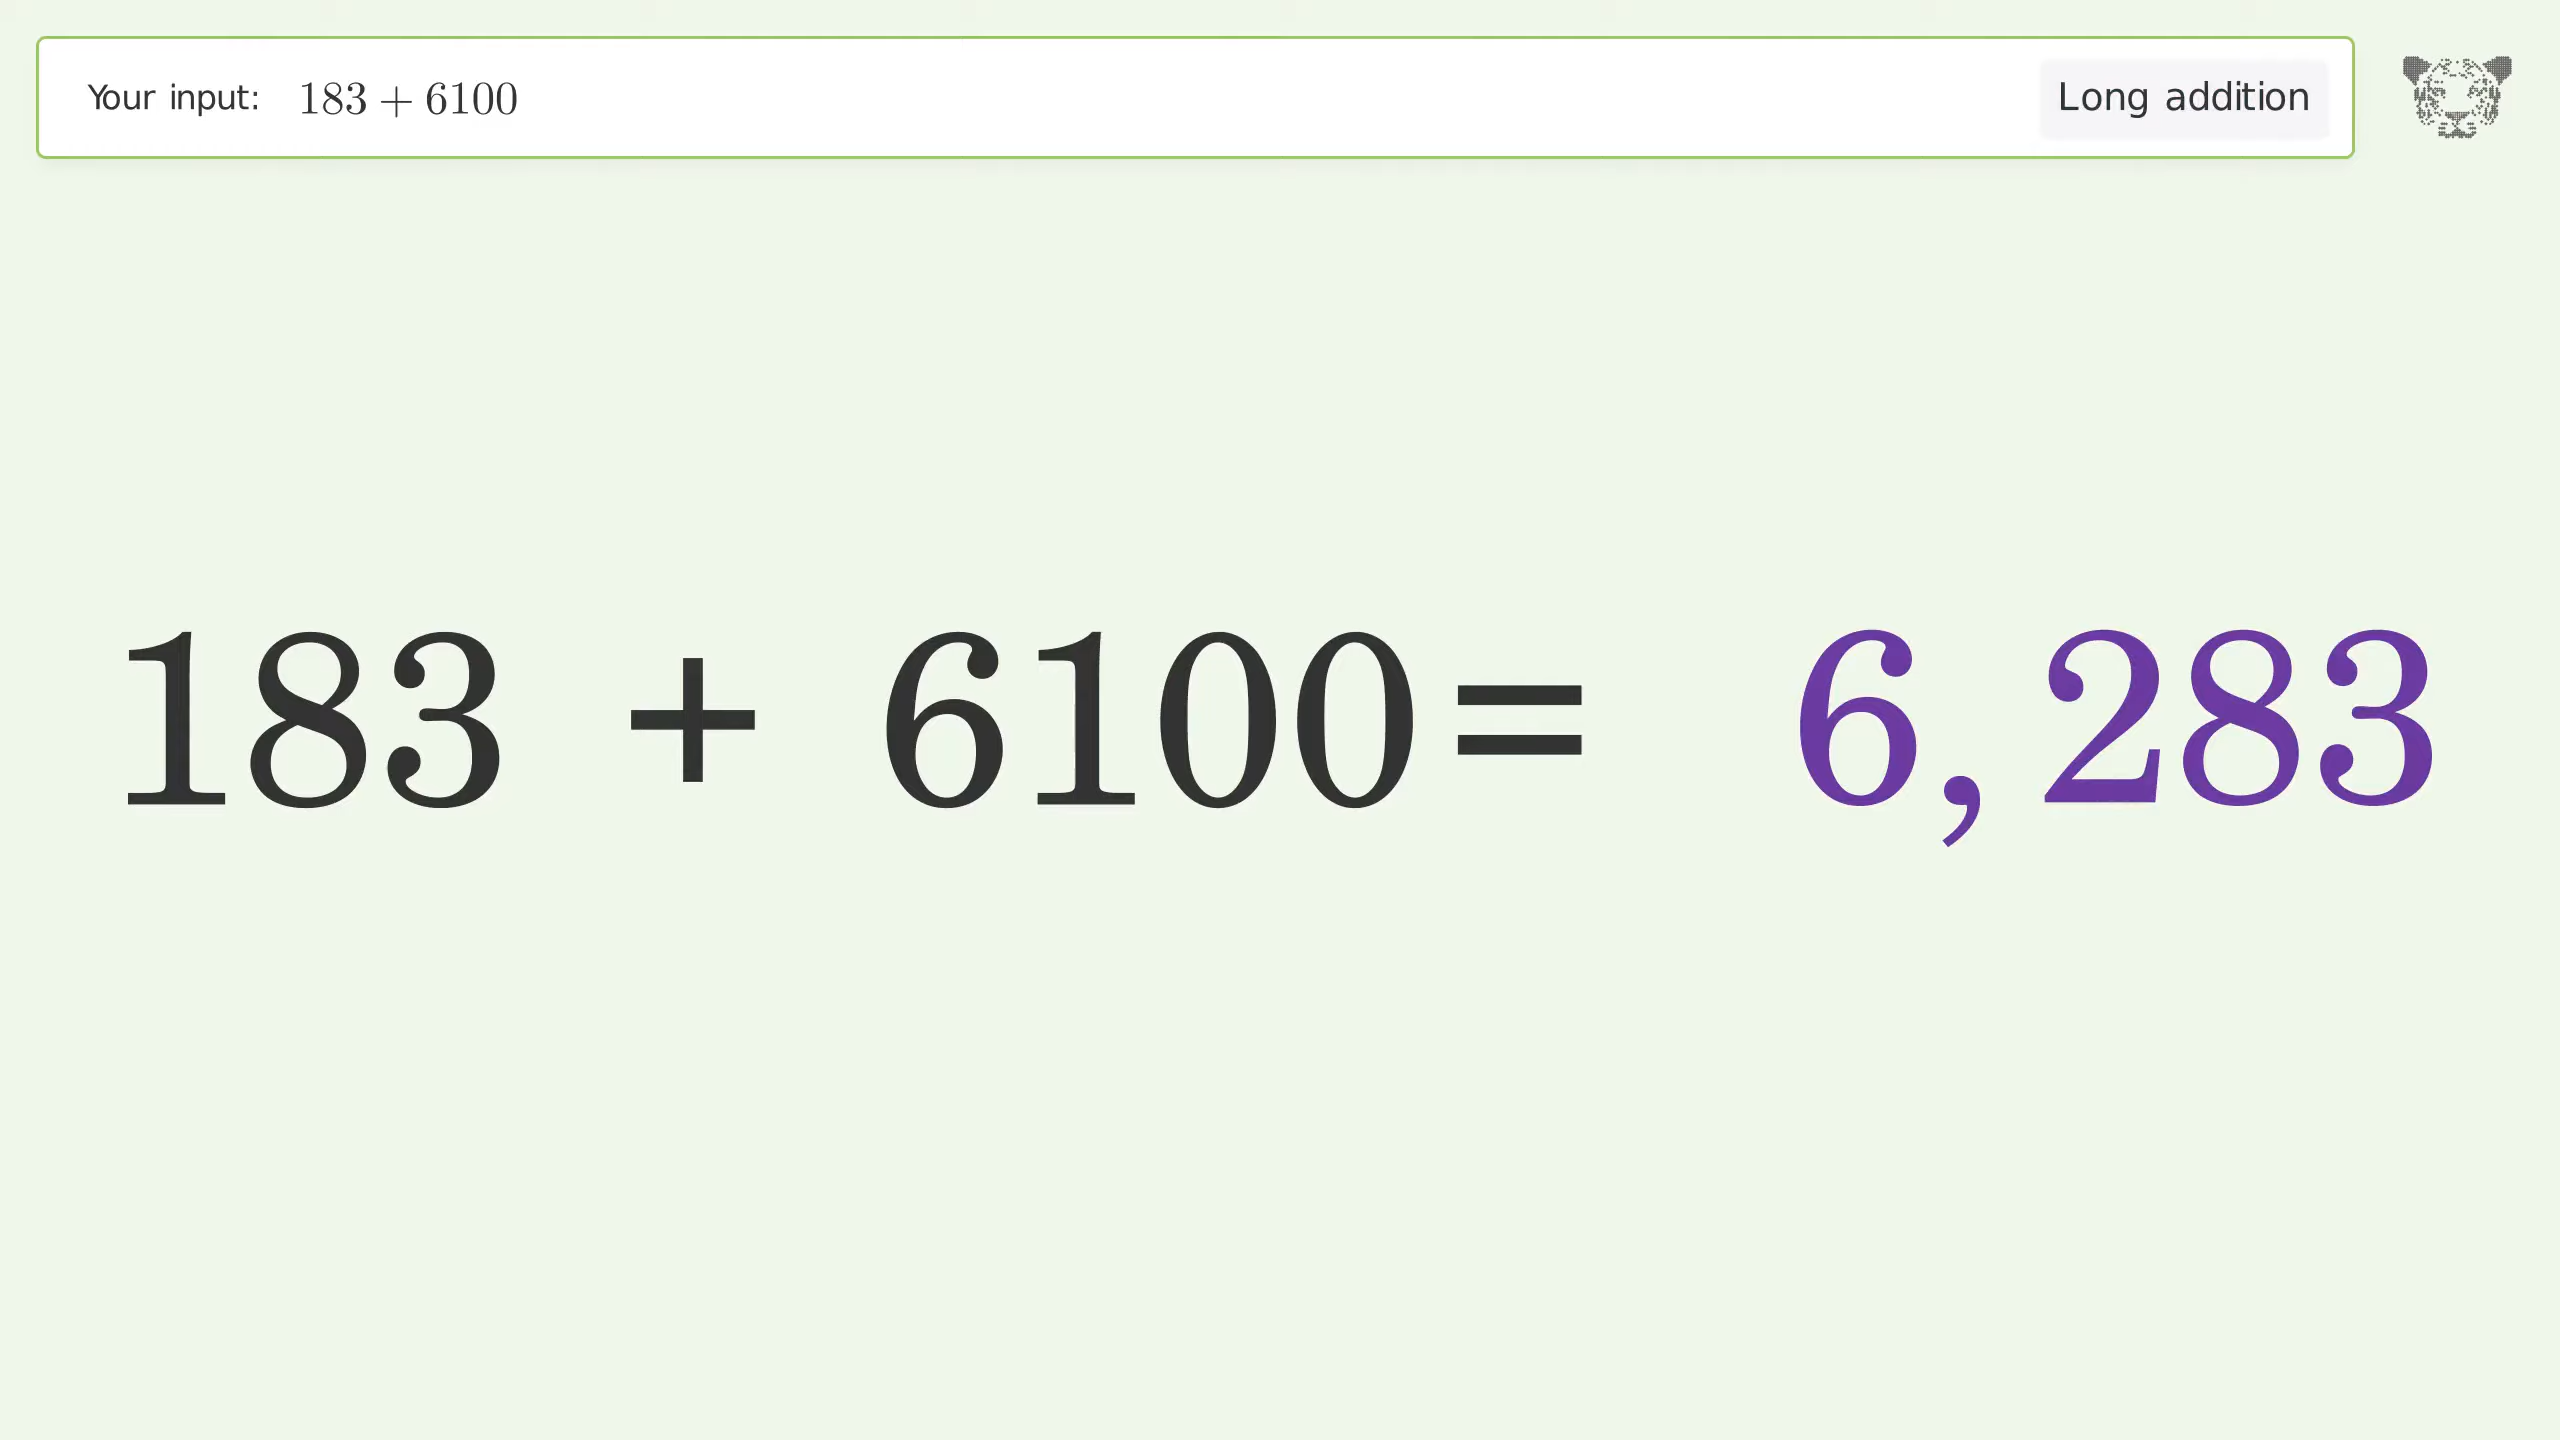 Your input: 183 + 6100
Long addition
183 + 6100 = 6,283